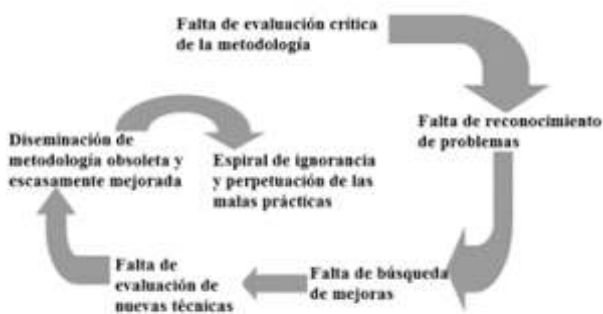 Falta de evaluación crítica
de la metodología
Falta de reconocimiento
de problemas
Falta de búsqueda
de mejoras
Falta de
evaluación de
nuevas técnicas
Diseminación de
metodología obsoleta y
escasamente mejorada
Espiral de ignorancia
y perpetuación de las
malas prácticas